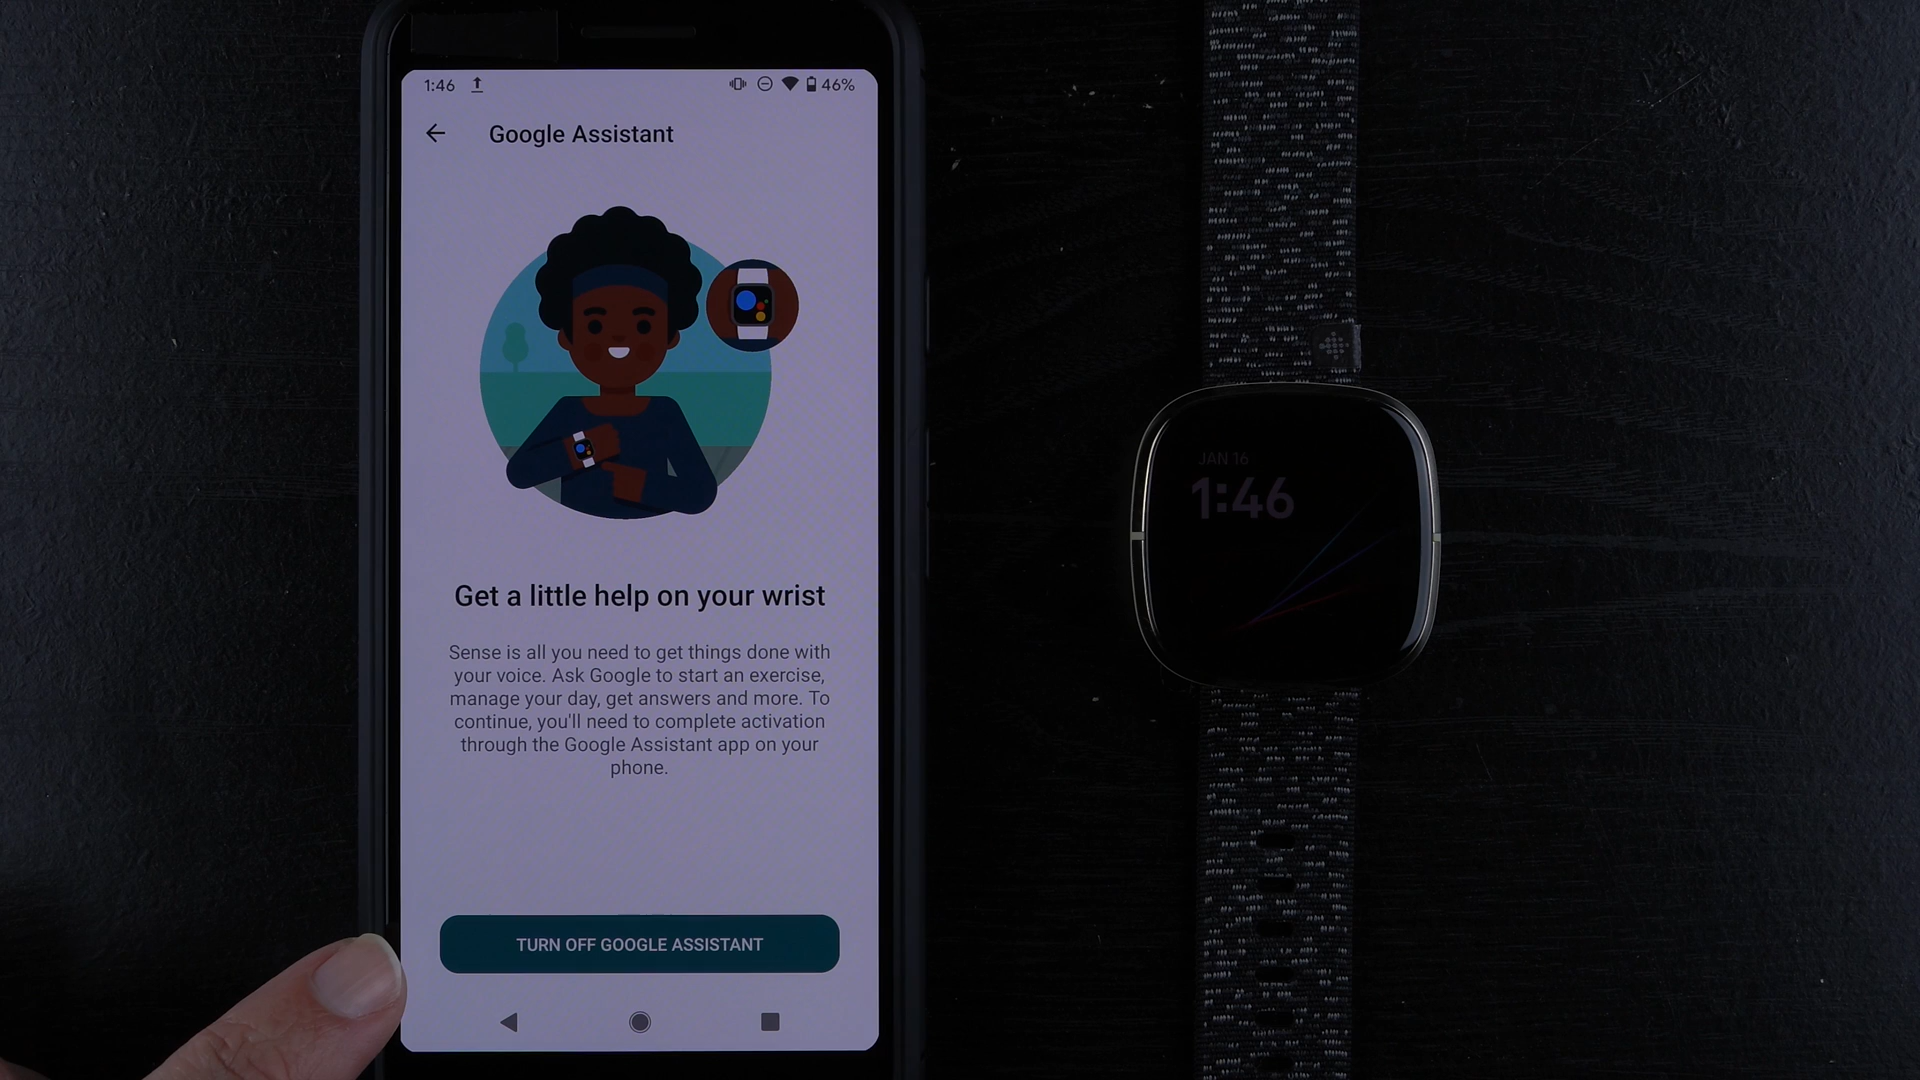 1:46
46%
Google Assistant
Get a little help on your wrist
Sense is all you need to get things done with
your voice. Ask Google to start an exercise,
manage your day, get answers and more. To
continue, you'll need to complete activation
through the Google Assistant app on your
phone.
TURN OFF GOOGLE ASSISTANT
JAN 16
1:46